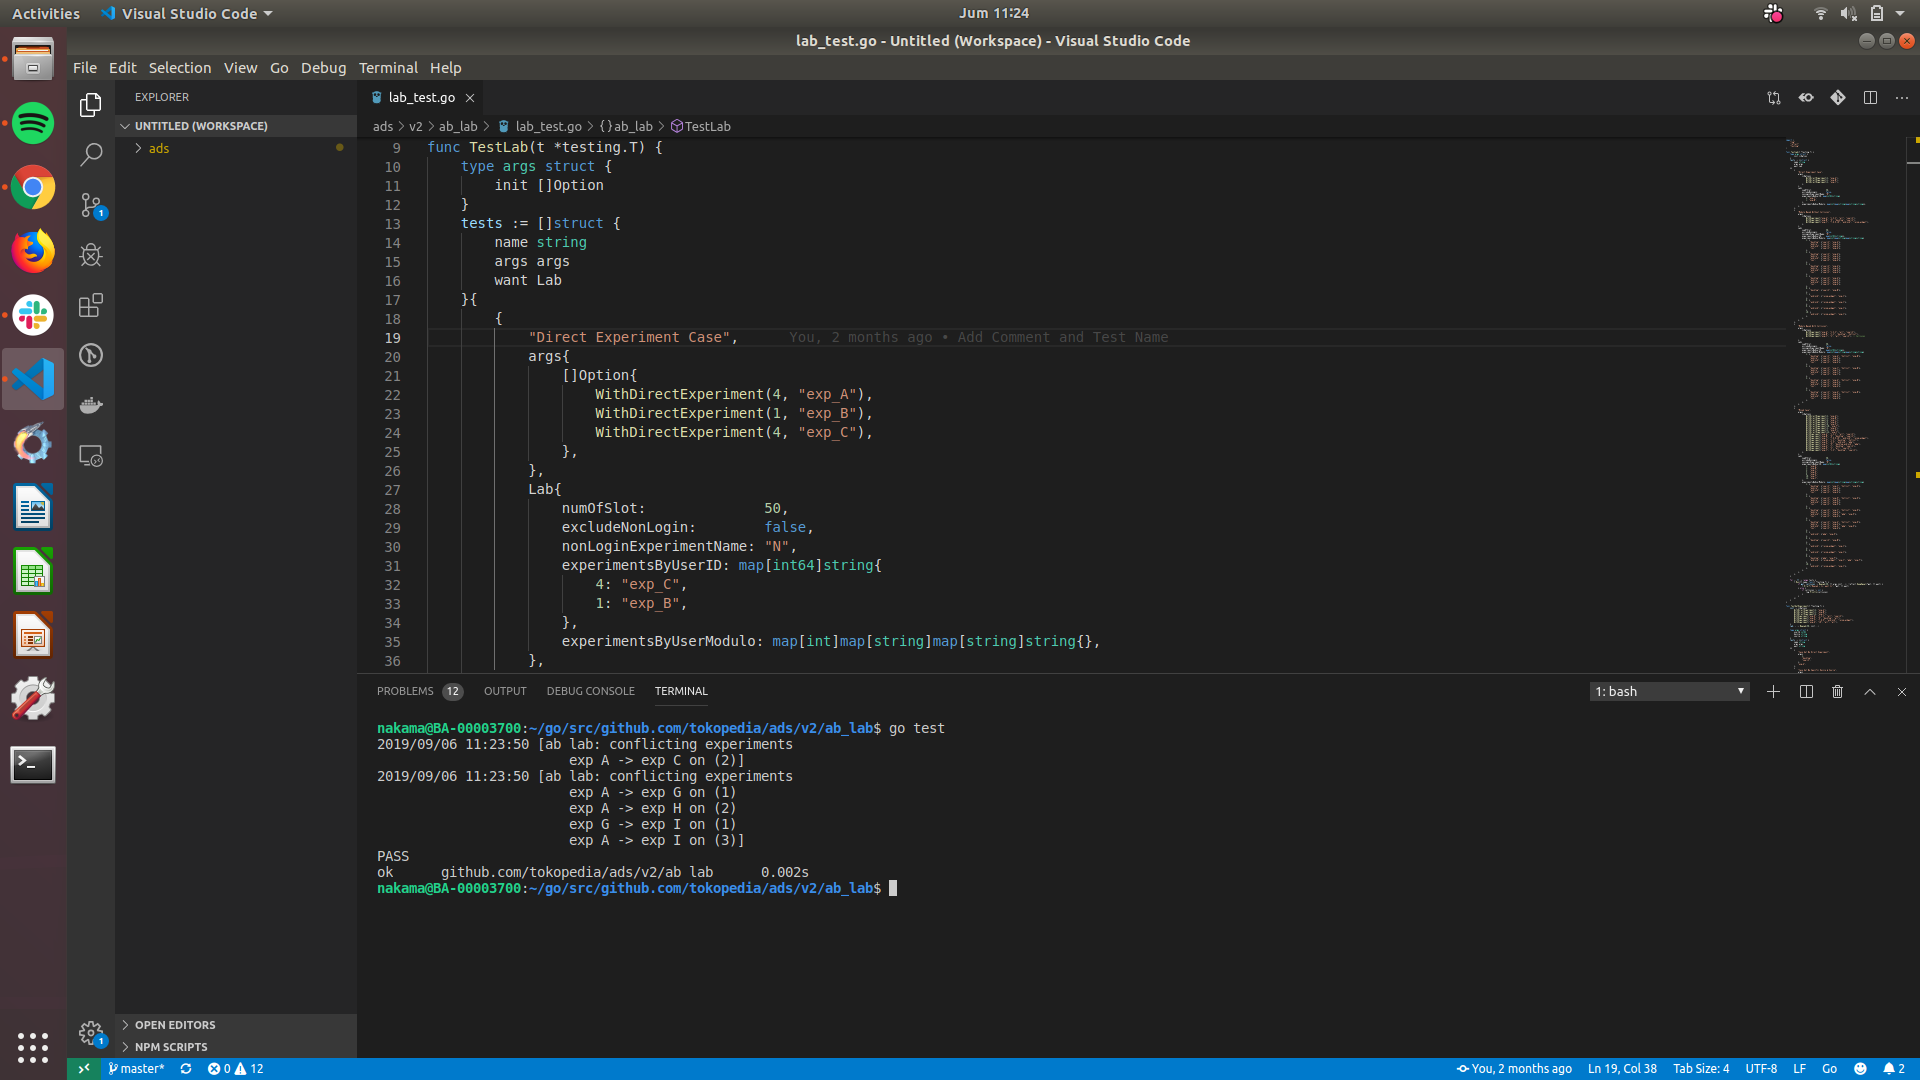 Activities Visual Studio Code Jum 11:24
lab_test.go - Untitled (Workspace) - Visual Studio Code
File Edit Selection View Go Debug Terminal Help
EXPLORER
UNTITLED (WORKSPACE)
ads
1
lab_test.go
ads > v2 > ab_lab > lab_test.go > {} ab_lab > TestLab
9 func TestLab(t *testing.T) {
10 type args struct {
11 init []Option
12 }
13 tests := []struct {
14 name string
15 args args
16 want Lab
17 }{
18 {
19 "Direct Experiment Case", You, 2 months ago • Add Comment and Test Name
20 args{
21 []Option{
22 WithDirectExperiment(4, "exp_A"),
23 WithDirectExperiment(1, "exp_B"),
24 WithDirectExperiment(4, "exp_C"),
25 },
26 },
27 Lab{
28 numOfSlot: 50,
29 excludeNonLogin: false,
30 nonLoginExperimentName: "N",
31 experimentsByUserID: map[int64]string{
32 4: "exp_C",
33 1: "exp_B",
34 },
35 experimentsByUserModulo: map[int]map[string]map[string]string{},
36 },
PROBLEMS 12 OUTPUT DEBUG CONSOLE TERMINAL 1: bash
nakama@BA-00003700:~/go/src/github.com/tokopedia/ads/v2/ab_lab$ go test
2019/09/06 11:23:50 [ab lab: conflicting experiments
exp A -> exp C on (2)]
2019/09/06 11:23:50 [ab lab: conflicting experiments
exp A -> exp G on (1)
exp A -> exp H on (2)
exp G -> exp I on (1)
exp A -> exp I on (3)]
PASS
ok github.com/tokopedia/ads/v2/ab lab 0.002s
nakama@BA-00003700:~/go/src/github.com/tokopedia/ads/v2/ab_lab$
OPEN EDITORS
NPM SCRIPTS
1
master* 0 12 You, 2 months ago Ln 19, Col 38 Tab Size: 4 UTF-8 LF Go 2